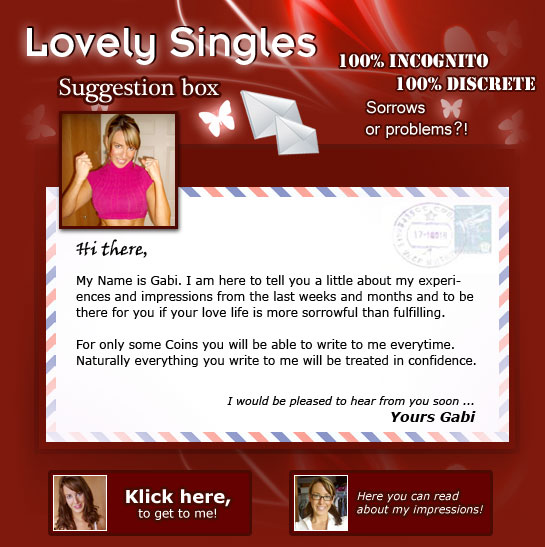 Lovely Singles
100% INCOGNITO
100% DISCRETE
Suggestion box
Sorrows
or problems?!
Hi there,
My Name is Gabi. I am here to tell you a little about my experi-
ences and impressions from the last weeks and months and to be
there for you if your love life is more sorrowful than fulfilling.
For only some Coins you will be able to write to me everytime.
Naturally everything you write to me will be treated in confidence.
I would be pleased to hear from you soon ...
Yours Gabi
Klick here,
to get to me!
Here you can read
about my impressions!